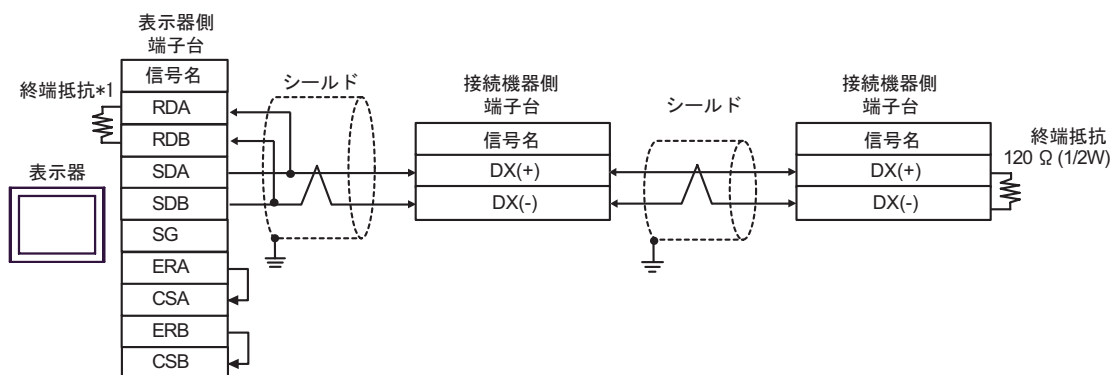 表示器側
端子台
信号名
終端抵抗*1
RDA
RDB
SDA
SDB
SG
ERA
CSA
ERB
CSB
表示器
シールド
接続機器側
端子台
信号名
DX(+)
DX(-)
シールド
接続機器側
端子台
信号名
DX(+)
DX(-)
終端抵抗
120 Ω (1/2W)